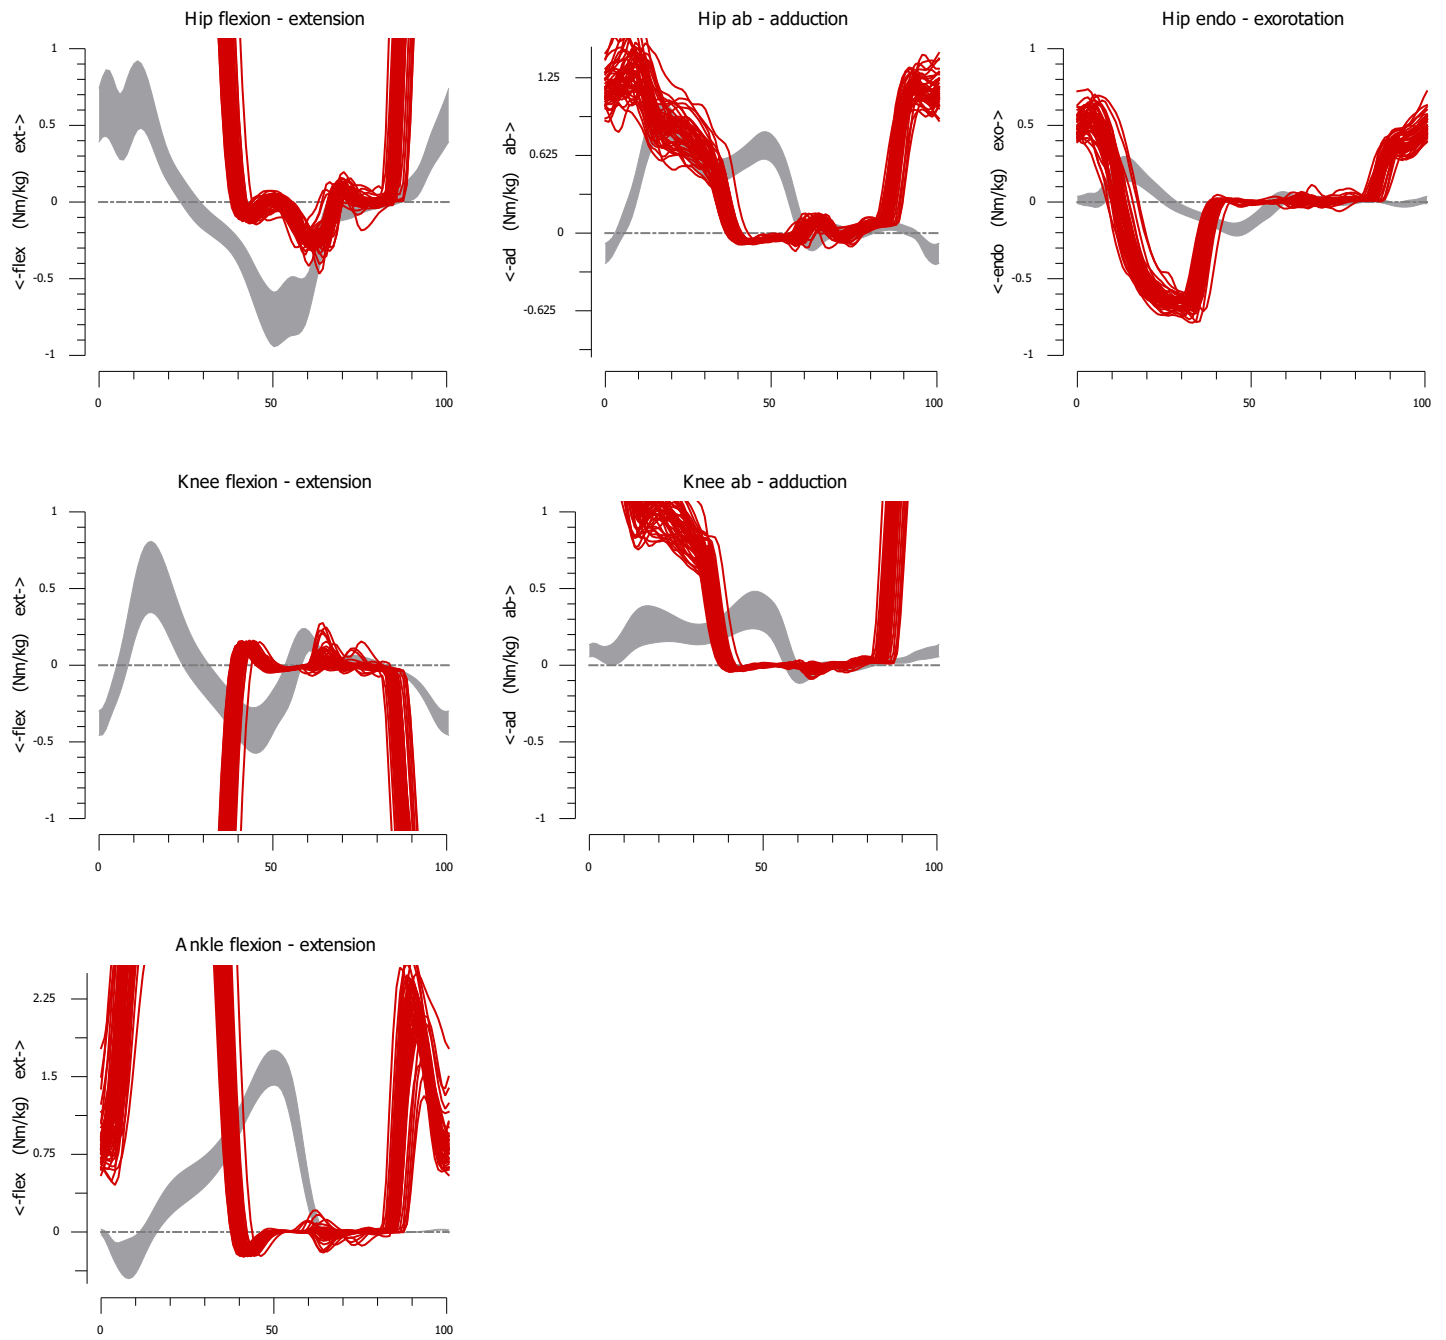 Hip flexion - extension
<-flex (Nm/kg) ext->
1
0.5
0
-0.5
-1
0 50 100
Hip ab - adduction
<-ad (Nm/kg) ab->
1.25
0.625
0
-0.625
0 50 100
Hip endo - exorotation
<-endo (Nm/kg) exo->
1
0.5
0
-0.5
-1
0 50 100
Knee flexion - extension
<-flex (Nm/kg) ext->
1
0.5
0
-0.5
-1
0 50 100
Knee ab - adduction
<-ad (Nm/kg) ab->
1
0.5
0
-0.5
-1
0 50 100
Ankle flexion - extension
<-flex (Nm/kg) ext->
2.25
1.5
0.75
0
0 50 100